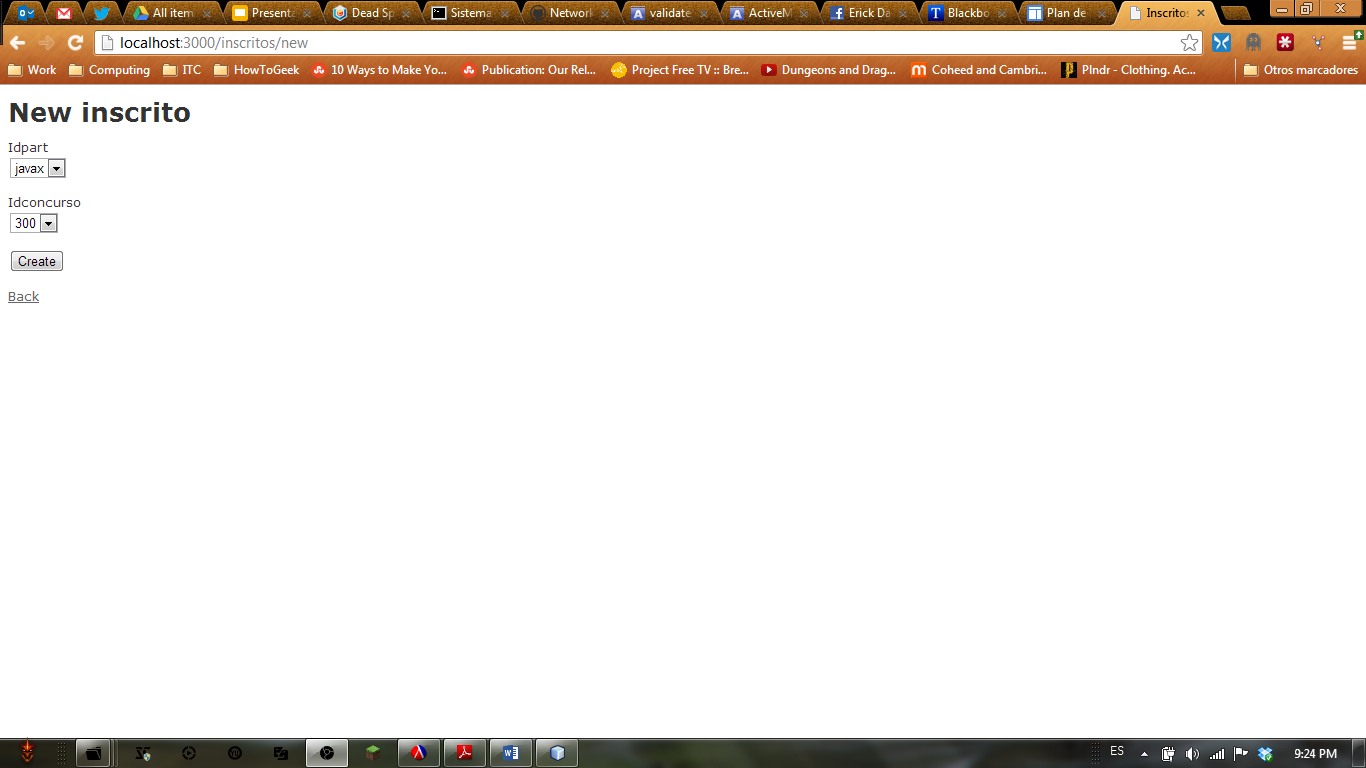 All item Presenta Dead Sp Sistema Network validate ActiveM Erick Da Blackbo Plan de Inscritos
localhost:3000/inscritos/new
Work Computing ITC HowToGeek 10 Ways to Make Yo... Publication: Our Rel... Project Free TV :: Bre... Dungeons and Drag... Coheed and Cambri... Plndr - Clothing. Ac... Otros marcadores
New inscrito
Idpart
javax
Idconcurso
300
Create
Back
ES 9:24 PM